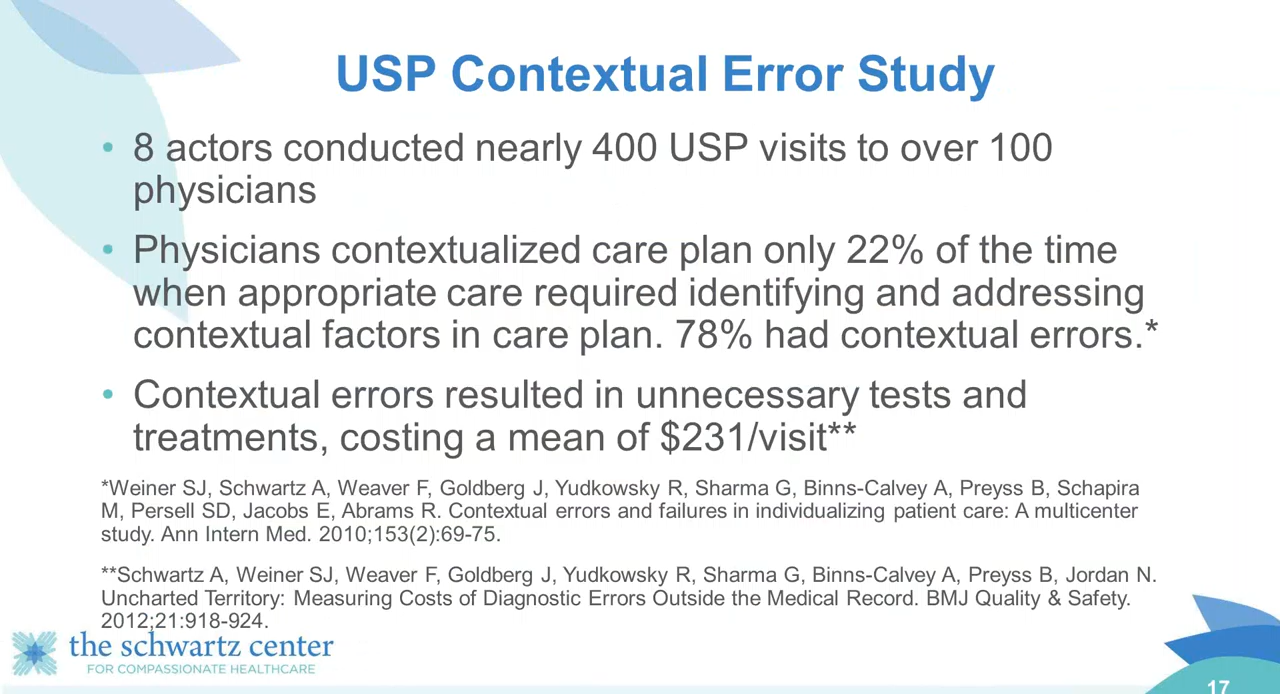 USP Contextual Error Study
• 8 actors conducted nearly 400 USP visits to over 100
physicians
• Physicians contextualized care plan only 22% of the time
when appropriate care required identifying and addressing
contextual factors in care plan. 78% had contextual errors.*
• Contextual errors resulted in unnecessary tests and
treatments, costing a mean of $231/visit**
*Weiner SJ, Schwartz A, Weaver F, Goldberg J, Yudkowsky R, Sharma G, Binns-Calvey A, Preyss B, Schapira
M, Persell SD, Jacobs E, Abrams R. Contextual errors and failures in individualizing patient care: A multicenter
study. Ann Intern Med. 2010;153(2):69-75.
**Schwartz A, Weiner SJ, Weaver F, Goldberg J, Yudkowsky R, Sharma G, Binns-Calvey A, Preyss B, Jordan N.
Uncharted Territory: Measuring Costs of Diagnostic Errors Outside the Medical Record. BMJ Quality & Safety.
2012;21:918-924.
the schwartz center
FOR COMPASSIONATE HEALTHCARE
17